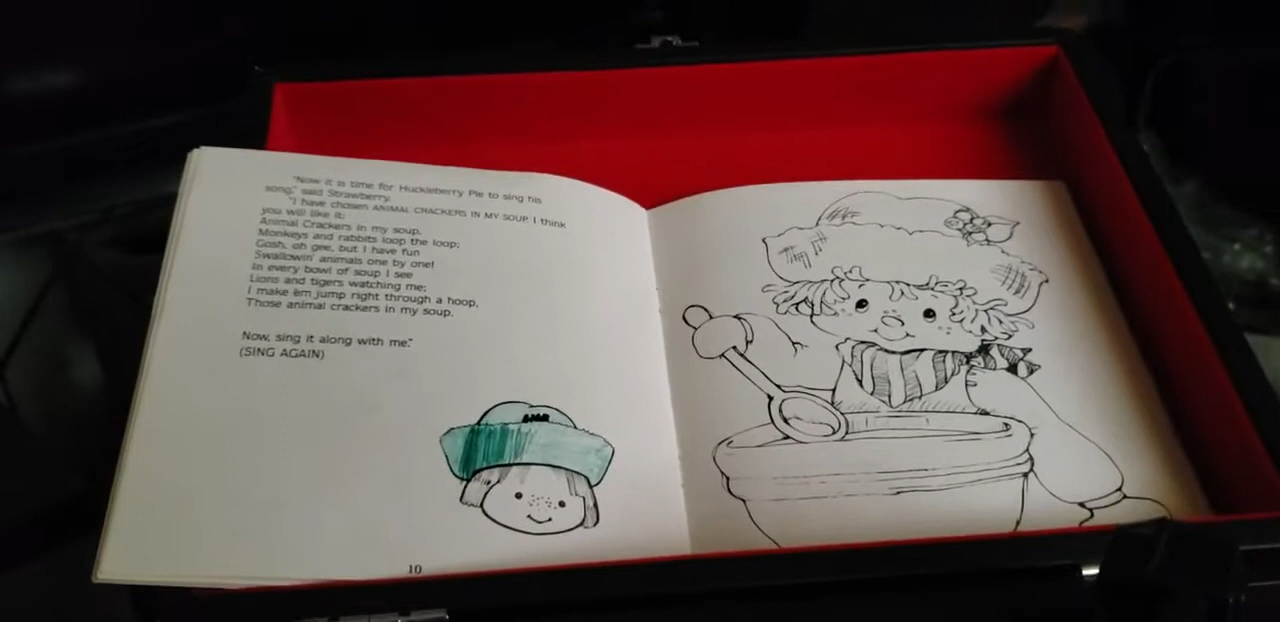 "Now it is time for Huckleberry Pie to sing his
song," said Strawberry.
"I have chosen ANIMAL CRACKERS IN MY SOUP. I think
you will like it:
Animal Crackers in my soup,
Monkeys and rabbits loop the loop;
Gosh, oh gee, but I have fun
Swallowin' animals one by one!
In every bowl of soup I see
Lions and tigers watching me;
I make 'em jump right through a hoop,
Those animal crackers in my soup.
Now, sing it along with me."
(SING AGAIN)
10